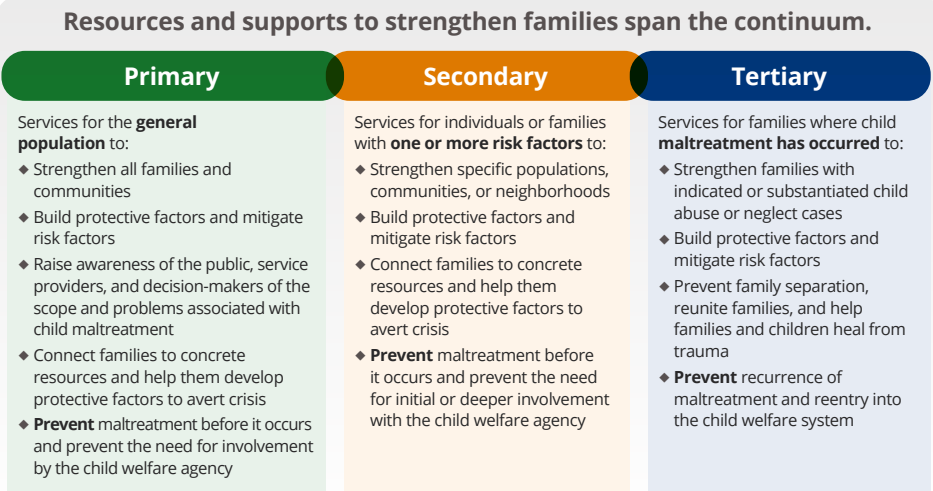 Resources and supports to strengthen families span the continuum.
Primary
Services for the general
population to:
◆ Strengthen all families and
communities
◆ Build protective factors and mitigate
risk factors
◆ Raise awareness of the public, service
providers, and decision-makers of the
scope and problems associated with
child maltreatment
◆ Connect families to concrete
resources and help them develop
protective factors to avert crisis
◆ Prevent maltreatment before it occurs
and prevent the need for involvement
by the child welfare agency
Secondary
Services for individuals or families
with one or more risk factors to:
◆ Strengthen specific populations,
communities, or neighborhoods
◆ Build protective factors and
mitigate risk factors
◆ Connect families to concrete
resources and help them
develop protective factors to
avert crisis
◆ Prevent maltreatment before
it occurs and prevent the need
for initial or deeper involvement
with the child welfare agency
Tertiary
Services for families where child
maltreatment has occurred to:
◆ Strengthen families with
indicated or substantiated child
abuse or neglect cases
◆ Build protective factors and
mitigate risk factors
◆ Prevent family separation,
reunite families, and help
families and children heal from
trauma
◆ Prevent recurrence of
maltreatment and reentry into
the child welfare system